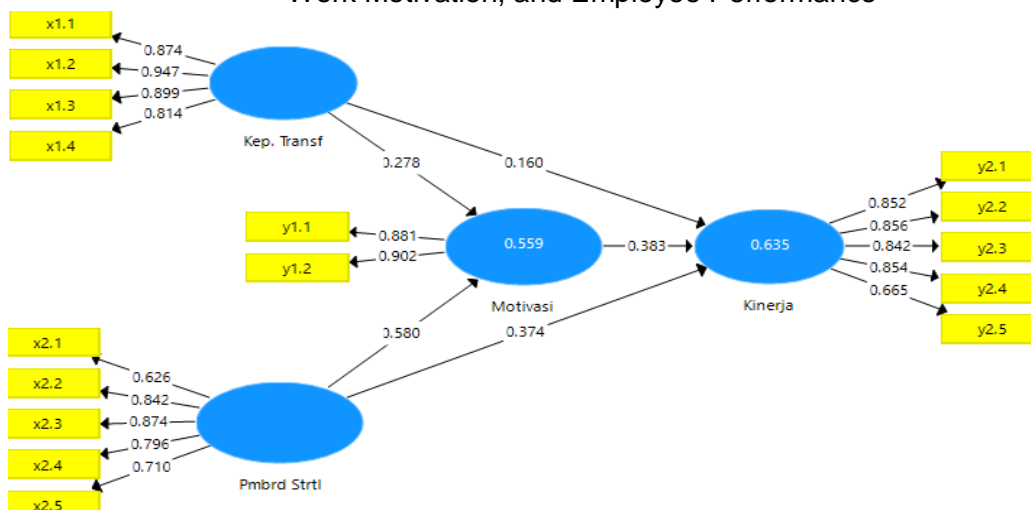 Work Motivation, and Employee Performance
x1.1
x1.2
x1.3
x1.4
0.874
0.947
0.899
0.814
Kep. Transf
0.278
0.160
y1.1
y1.2
0.881
0.902
0.559
Motivasi
0.383
0.635
Kinerja
0.852
0.856
0.842
0.854
0.665
y2.1
y2.2
y2.3
y2.4
y2.5
0.580
0.374
x2.1
x2.2
x2.3
x2.4
x2.5
0.626
0.842
0.874
0.796
0.710
Pmbrd Strtl